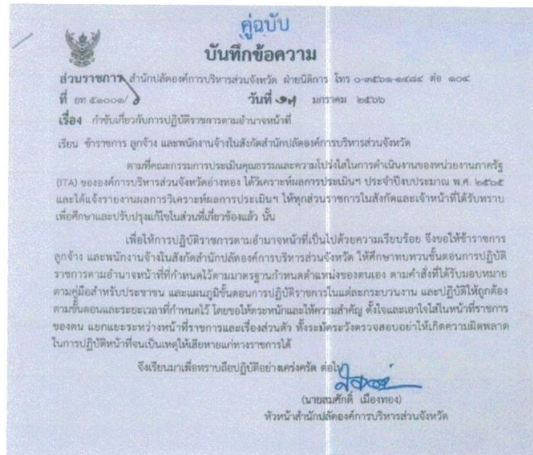 คู่ฉบับ
บันทึกข้อความ
ส่วนราชการ สำนักปลัดองค์การบริหารส่วนจังหวัด ฝ่ายนิติการ โทร ๐-๓๕๖๑-๑๔๘๔ ต่อ ๑๐๔
ที่ อท ๕๑๐๐๑/ วันที่ มกราคม ๒๕๖๖
เรื่อง กำชับเกี่ยวกับการปฏิบัติราชการตามอำนาจหน้าที่
เรียน ข้าราชการ ลูกจ้าง และพนักงานจ้างในสังกัดสำนักปลัดองค์การบริหารส่วนจังหวัด
ตามที่คณะกรรมการประเมินคุณธรรมและความโปร่งใสในการดำเนินงานของหน่วยงานภาครัฐ
(ITA) ขององค์การบริหารส่วนจังหวัดอ่างทอง ได้วิเคราะห์ผลการประเมินฯ ประจำปีงบประมาณ พ.ศ. ๒๕๖๕
และได้แจ้งรายงานผลการวิเคราะห์ผลการประเมินฯ ให้ทุกส่วนราชการในสังกัดและเจ้าหน้าที่ได้รับทราบ
เพื่อศึกษาและปรับปรุงแก้ไขในส่วนที่เกี่ยวข้องแล้ว นั้น
เพื่อให้การปฏิบัติราชการตามอำนาจหน้าที่เป็นไปด้วยความเรียบร้อย จึงขอให้ข้าราชการ
ลูกจ้าง และพนักงานจ้างในสังกัดสำนักปลัดองค์การบริหารส่วนจังหวัด ให้ศึกษาทบทวนขั้นตอนการปฏิบัติ
ราชการตามอำนาจหน้าที่ที่กำหนดไว้ตามมาตรฐานกำหนดตำแหน่งของตนเอง ตามคำสั่งที่ได้รับมอบหมาย
ตามคู่มือสำหรับประชาชน และแผนภูมิขั้นตอนการปฏิบัติราชการในแต่ละกระบวนงาน และปฏิบัติให้ถูกต้อง
ตามขั้นตอนและระยะเวลาที่กำหนดไว้ โดยขอให้ตระหนักและให้ความสำคัญ ตั้งใจและเอาใจใส่ในหน้าที่ราชการ
ของตน แยกแยะระหว่างหน้าที่ราชการและเรื่องส่วนตัว ทั้งระมัดระวังตรวจสอบอย่าให้เกิดความผิดพลาด
ในการปฏิบัติหน้าที่จนเป็นเหตุให้เสียหายแก่ทางราชการได้
จึงเรียนมาเพื่อทราบถือปฏิบัติอย่างเคร่งครัด ต่อไป
(นายสมศักดิ์ เมืองทอง)
หัวหน้าสำนักปลัดองค์การบริหารส่วนจังหวัด